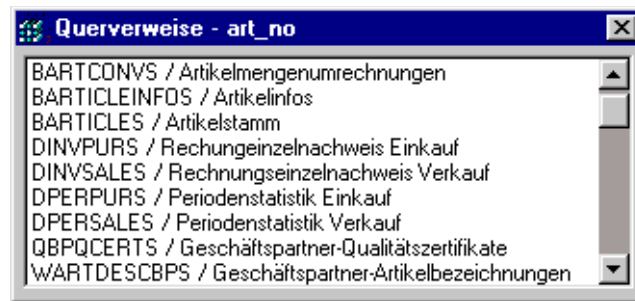 Querverweise - art_no
BARTCONVS / Artikelmengenumrechnungen
BARTICLEINFOS / Artikelinfos
BARTICLES / Artikelstamm
DINVPURS / Rechungeinzelnachweis Einkauf
DINVSALES / Rechnungseinzelnachweis Verkauf
DPERPURS / Periodenstatistik Einkauf
DPERSALES / Periodenstatistik Verkauf
QBPQCERTS / Geschäftspartner-Qualitätszertifikate
WARTDESCBPS / Geschäftspartner-Artikelbezeichnungen